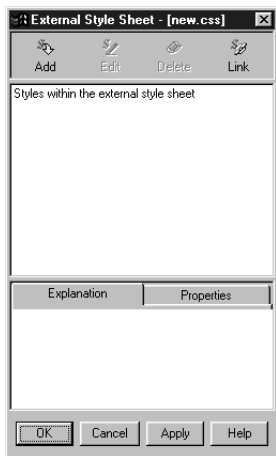 External Style Sheet - [new.css]
Add Edit Delete Link
Styles within the external style sheet
Explanation Properties
OK Cancel Apply Help